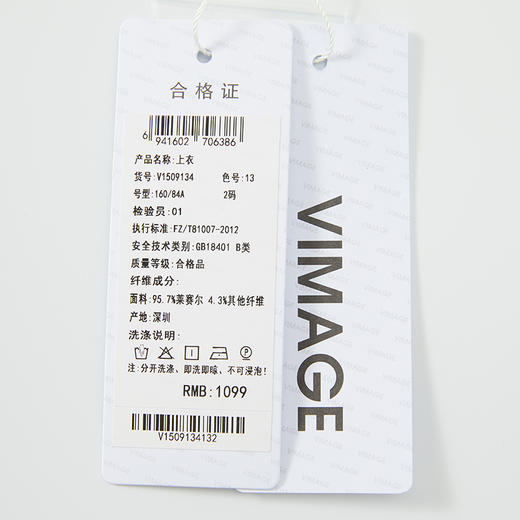 合格证
6 941602 706386
产品名称:上衣
货号:V1509134 色号:13
号型:160/84A 2码
检验员:01
执行标准:FZ/T81007-2012
安全技术类别:GB18401 B类
质量等级:合格品
纤维成分:
面料:95.7%莱赛尔 4.3%其他纤维
产地:深圳
洗涤说明:
注:分开洗涤、即洗即晾、不可浸泡!
RMB:1099
V1509134132
VIMAGE